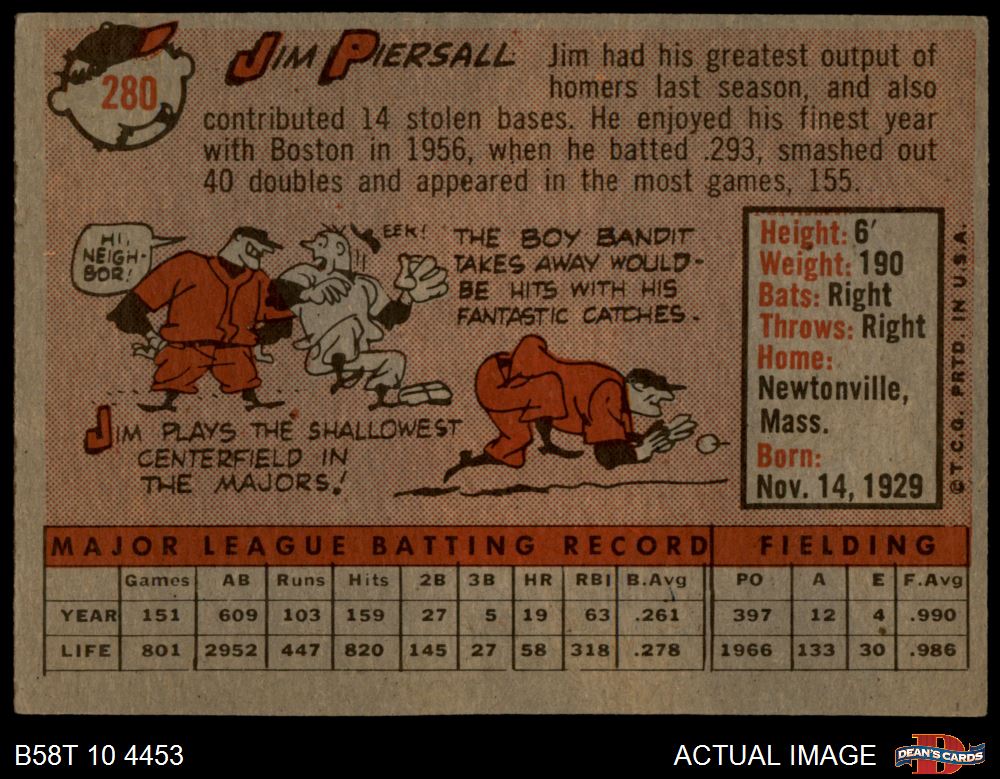 280
JIM PIERSALL
Jim had his greatest output of
homers last season, and also
contributed 14 stolen bases. He enjoyed his finest year
with Boston in 1956, when he batted .293, smashed out
40 doubles and appeared in the most games, 155.
HI,
NEIGH-
BOR!
EEK!
THE BOY BANDIT
TAKES AWAY WOULD-
BE HITS WITH HIS
FANTASTIC CATCHES.
JIM PLAYS THE SHALLOWEST
CENTERFIELD IN
THE MAJORS!
Height: 6'
Weight: 190
Bats: Right
Throws: Right
Home:
Newtonville,
Mass.
Born:
Nov. 14, 1929
© T.C.G. PRTD. IN U.S.A.
MAJOR LEAGUE BATTING RECORD FIELDING
Games AB Runs Hits 2B 3B HR RBI B.Avg PO A E F.Avg
YEAR 151 609 103 159 27 5 19 63 .261 397 12 4 .990
LIFE 801 2952 447 820 145 27 58 318 .278 1966 133 30 .986
B58T 10 4453
ACTUAL IMAGE
DEAN'S CARDS